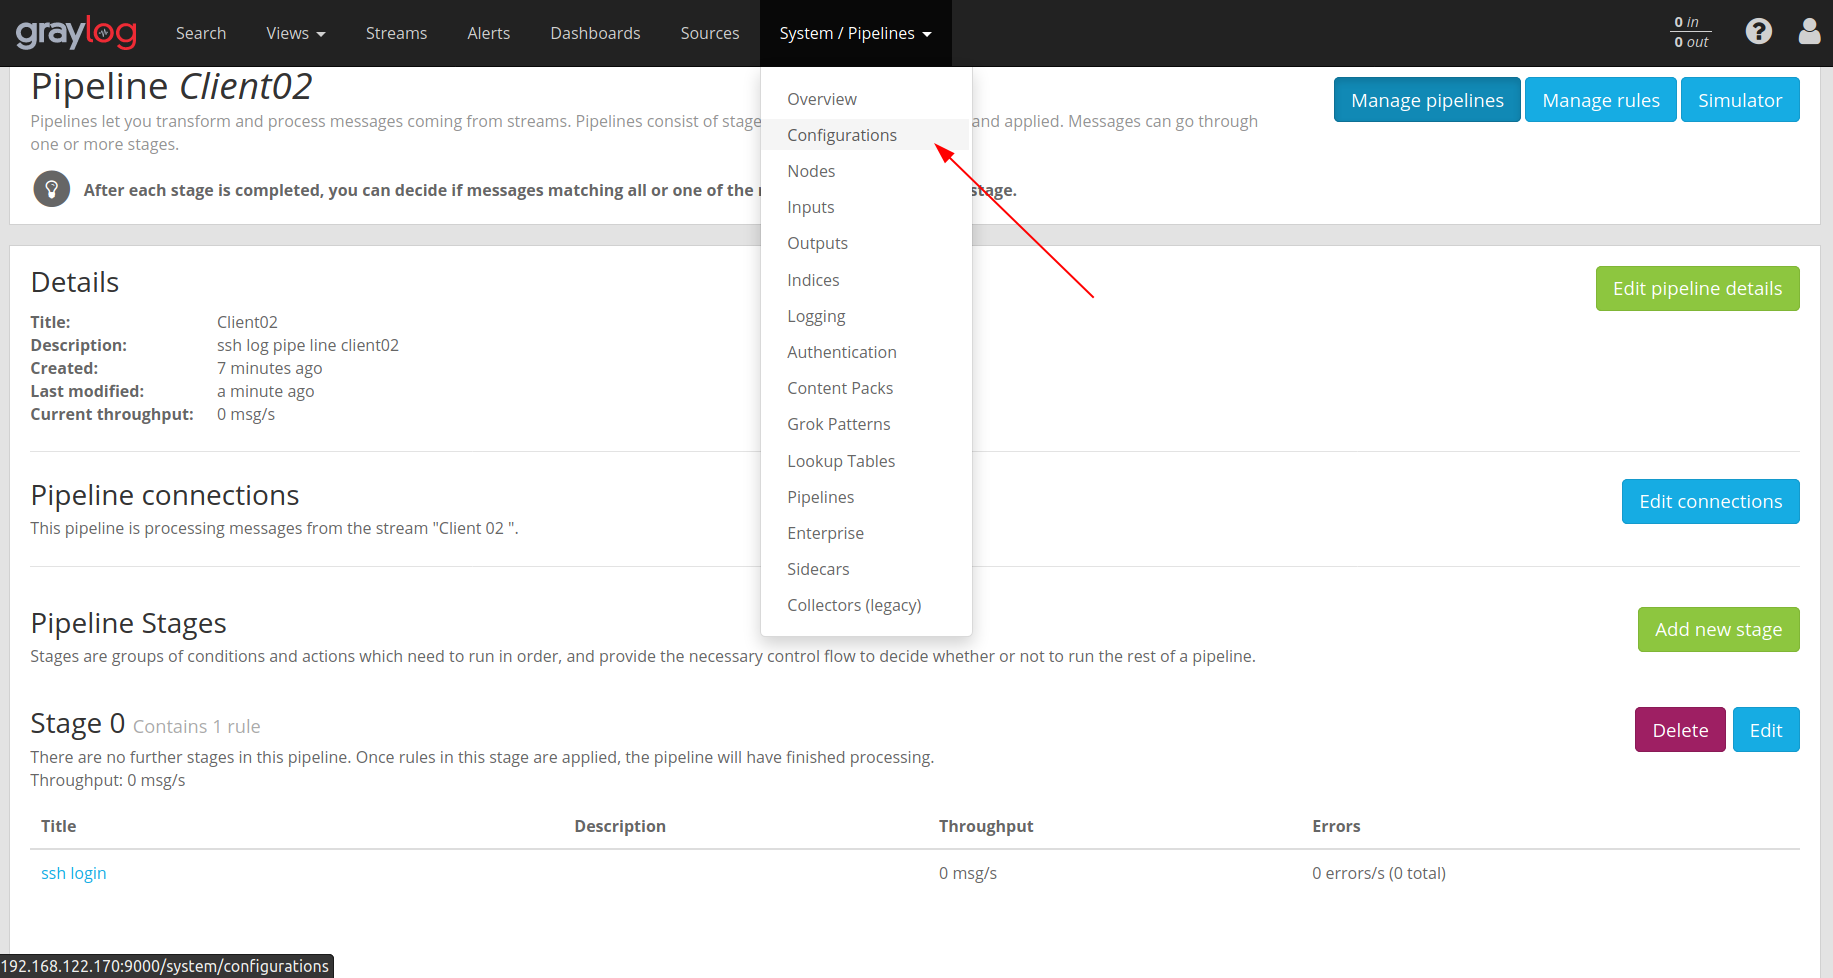 graylog
Search
Views
Streams
Alerts
Dashboards
Sources
System / Pipelines
0 in
0 out
Pipeline Client02
Pipelines let you transform and process messages coming from streams. Pipelines consist of stage
and applied. Messages can go through
one or more stages.
After each stage is completed, you can decide if messages matching all or one of the
stage.
Manage pipelines
Manage rules
Simulator
Overview
Configurations
Nodes
Inputs
Outputs
Indices
Logging
Authentication
Content Packs
Grok Patterns
Lookup Tables
Pipelines
Enterprise
Sidecars
Collectors (legacy)
Details
Edit pipeline details
Title: Client02
Description: ssh log pipe line client02
Created: 7 minutes ago
Last modified: a minute ago
Current throughput: 0 msg/s
Pipeline connections
Edit connections
This pipeline is processing messages from the stream "Client 02 ".
Pipeline Stages
Add new stage
Stages are groups of conditions and actions which need to run in order, and provide the necessary control flow to decide whether or not to run the rest of a pipeline.
Stage 0 Contains 1 rule
Delete
Edit
There are no further stages in this pipeline. Once rules in this stage are applied, the pipeline will have finished processing.
Throughput: 0 msg/s
Title Description Throughput Errors
ssh login 0 msg/s 0 errors/s (0 total)
192.168.122.170:9000/system/configurations